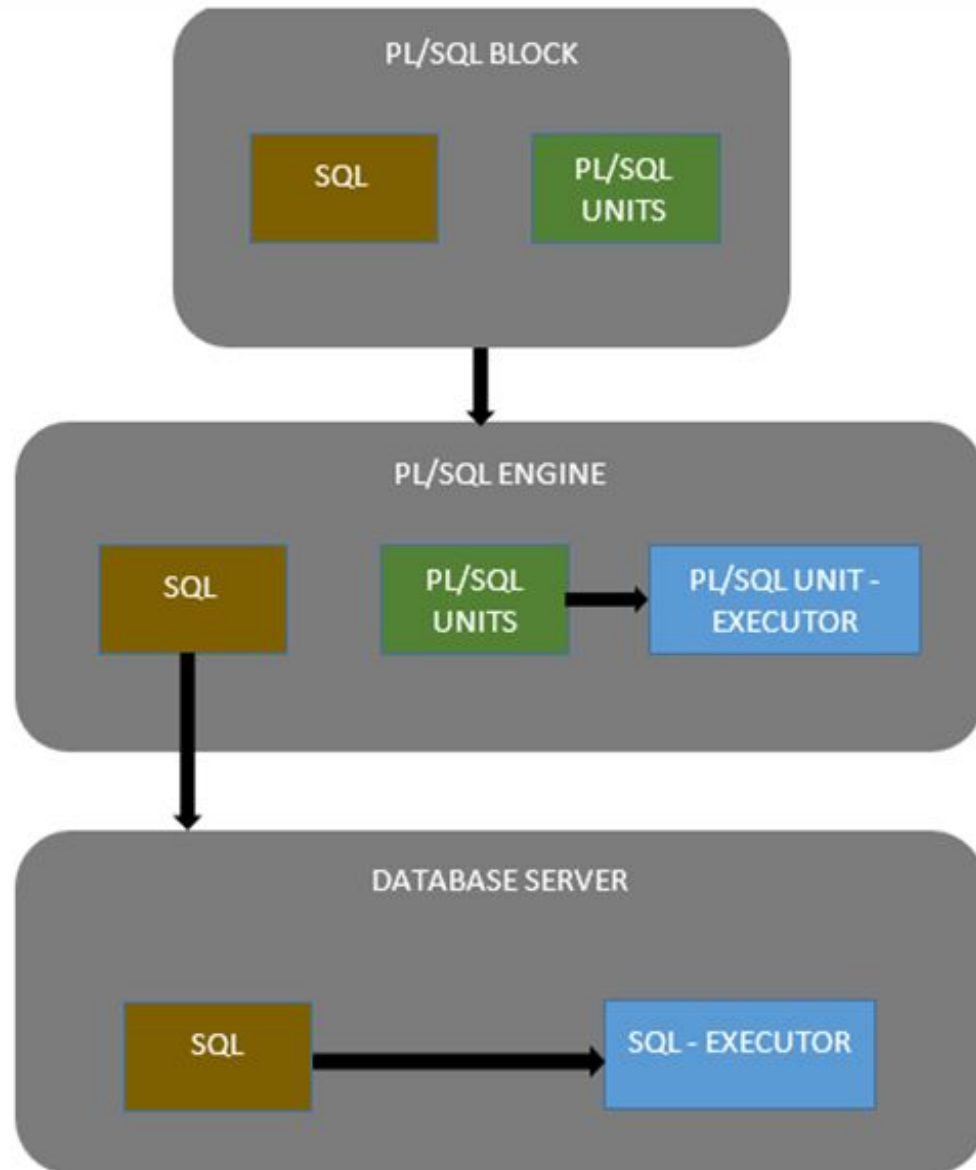 PL/SQL BLOCK
SQL
PL/SQL
UNITS
PL/SQL ENGINE
SQL
PL/SQL
UNITS
PL/SQL UNIT -
EXECUTOR
DATABASE SERVER
SQL
SQL - EXECUTOR